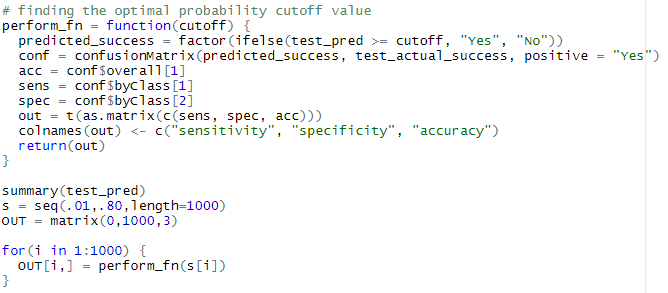 # finding the optimal probability cutoff value
perform_fn = function(cutoff) {
  predicted_success = factor(ifelse(test_pred >= cutoff, "Yes", "No"))
  conf = confusionMatrix(predicted_success, test_actual_success, positive = "Yes")
  acc = conf$overall[1]
  sens = conf$byClass[1]
  spec = conf$byClass[2]
  out = t(as.matrix(c(sens, spec, acc)))
  colnames(out) <- c("sensitivity", "specificity", "accuracy")
  return(out)
}
summary(test_pred)
s = seq(.01,.80,length=1000)
OUT = matrix(0,1000,3)
for(i in 1:1000) {
  OUT[i,] = perform_fn(s[i])
}